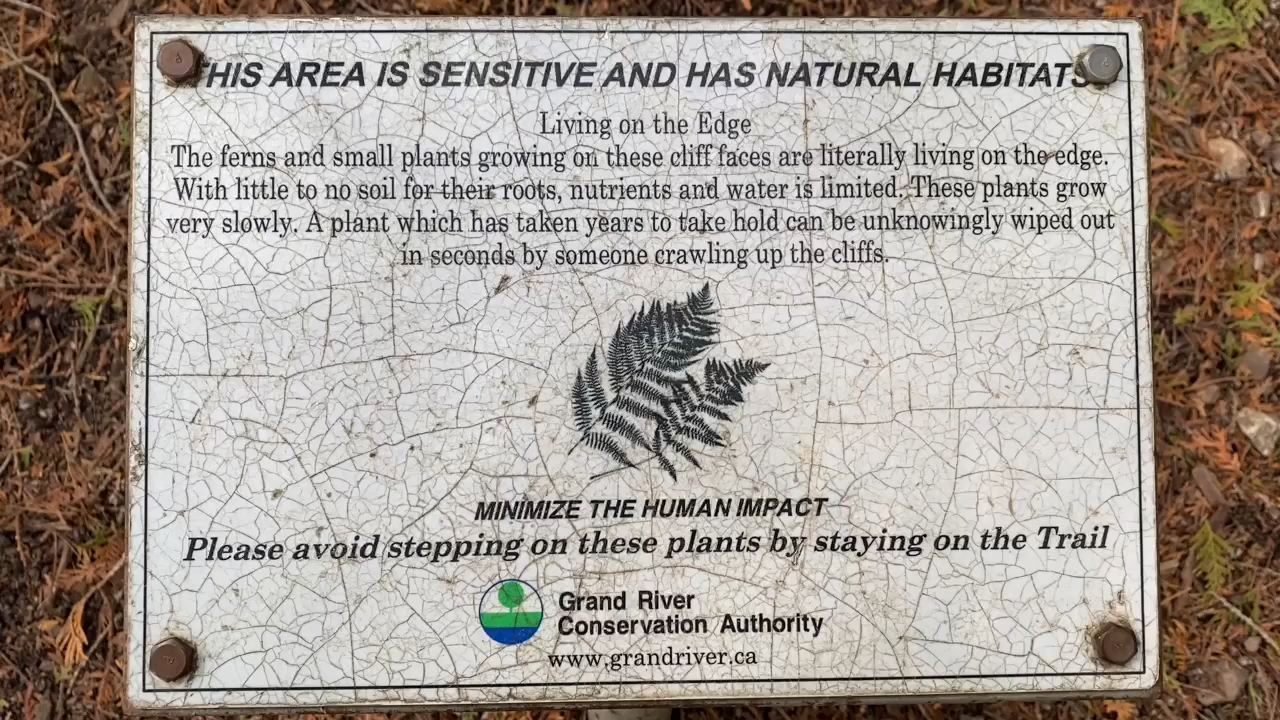 THIS AREA IS SENSITIVE AND HAS NATURAL HABITATS
Living on the Edge
The ferns and small plants growing on these cliff faces are literally living on the edge.
With little to no soil for their roots, nutrients and water is limited. These plants grow
very slowly. A plant which has taken years to take hold can be unknowingly wiped out
in seconds by someone crawling up the cliffs.
MINIMIZE THE HUMAN IMPACT
Please avoid stepping on these plants by staying on the Trail
Grand River
Conservation Authority
www.grandriver.ca